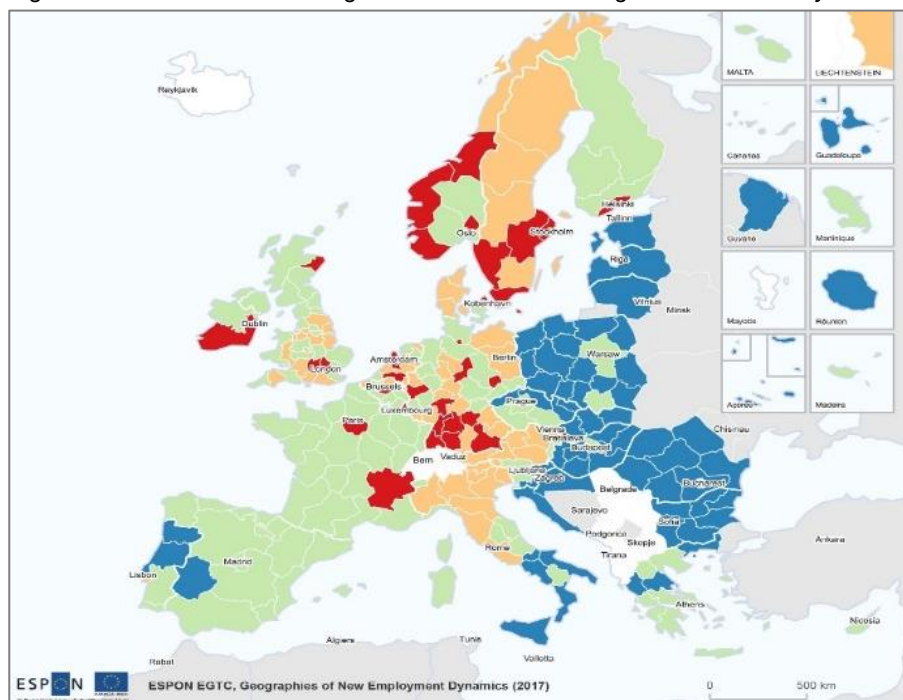 Reykjavik
MALTA
LIECHTENSTEIN
Canarias
Guadeloupe
Guyane
Martinique
Mayotte
Réunion
Açores
Madeira
Helsinki
Tallinn
Oslo
Stockholm
Riga
Vilnius
Minsk
Kobenhavn
Dublin
London
Amsterdam
Berlin
Warsaw
Brussels
Luxembourg
Prague
Paris
Vienna
Bratislava
Budapest
Chisinau
Bern
Vaduz
Ljubljana
Zagreb
Belgrade
Bucharest
Sarajevo
Sofia
Podgorica
Skopje
Tirana
Ankara
Rome
Madrid
Lisbon
Athens
Nicosia
Algiers
Tunis
Rabat
Valletta
ESPON
ESPON EGTC, Geographies of New Employment Dynamics (2017)
0 500 km